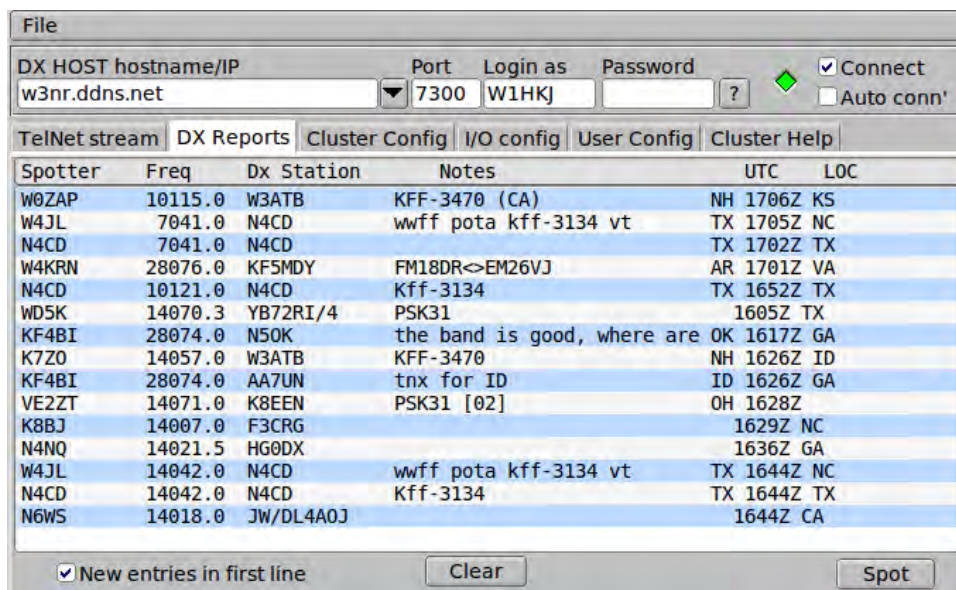 File
DX HOST hostname/IP Port Login as Password Connect
w3nr.ddns.net 7300 W1HKJ ? Auto conn'
TelNet stream DX Reports Cluster Config I/O config User Config Cluster Help
Spotter Freq Dx Station Notes UTC LOC
W0ZAP 10115.0 W3ATB KFF-3470 (CA) NH 1706Z KS
W4JL 7041.0 N4CD wwff pota kff-3134 vt TX 1705Z NC
N4CD 7041.0 N4CD TX 1702Z TX
W4KRN 28076.0 KF5MDY FM18DR<>EM26VJ AR 1701Z VA
N4CD 10121.0 N4CD Kff-3134 TX 1652Z TX
WD5K 14070.3 YB72RI/4 PSK31 1605Z TX
KF4BI 28074.0 N5OK the band is good, where are OK 1617Z GA
K7ZO 14057.0 W3ATB KFF-3470 NH 1626Z ID
KF4BI 28074.0 AA7UN tnx for ID ID 1626Z GA
VE2ZT 14071.0 K8EEN PSK31 [02] OH 1628Z
K8BJ 14007.0 F3CRG 1629Z NC
N4NQ 14021.5 HG0DX 1636Z GA
W4JL 14042.0 N4CD wwff pota kff-3134 vt TX 1644Z NC
N4CD 14042.0 N4CD Kff-3134 TX 1644Z TX
N6WS 14018.0 JW/DL4AOJ 1644Z CA
New entries in first line Clear Spot